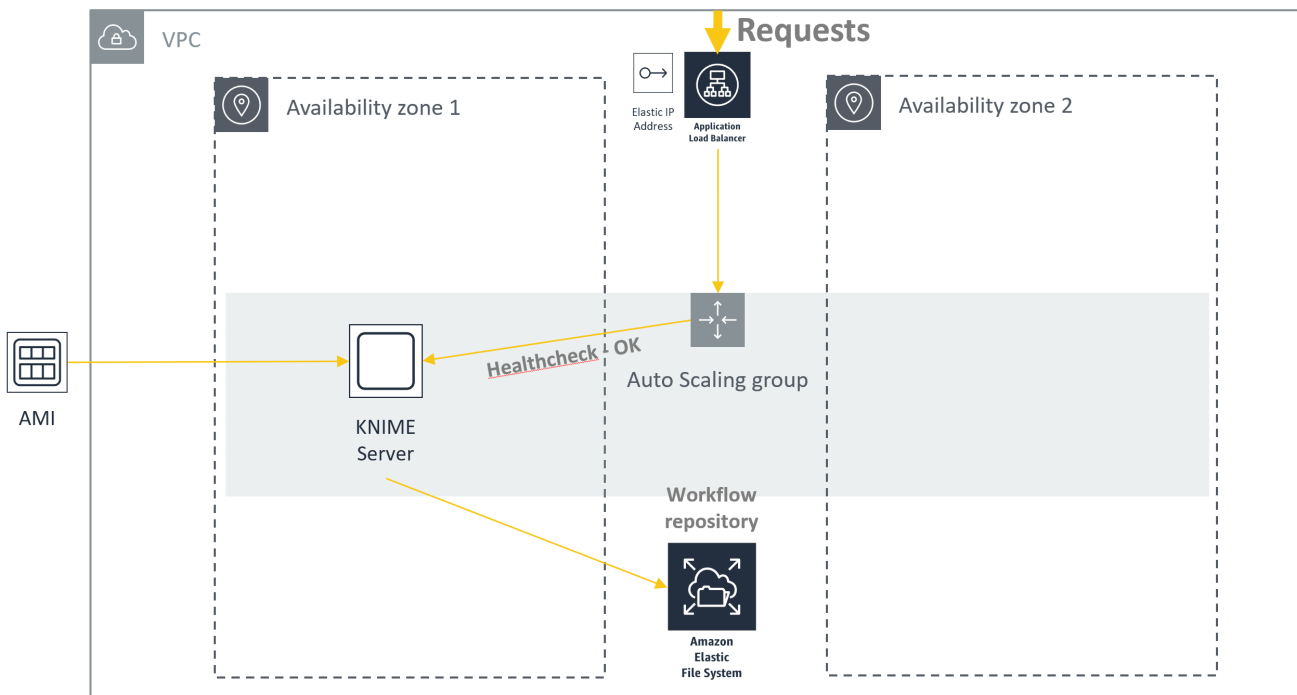 Requests
VPC
Availability zone 1
Elastic IP
Address
Application
Load Balancer
Availability zone 2
Healthcheck - OK
Auto Scaling group
AMI
KNIME
Server
Workflow
repository
Amazon
Elastic
File System